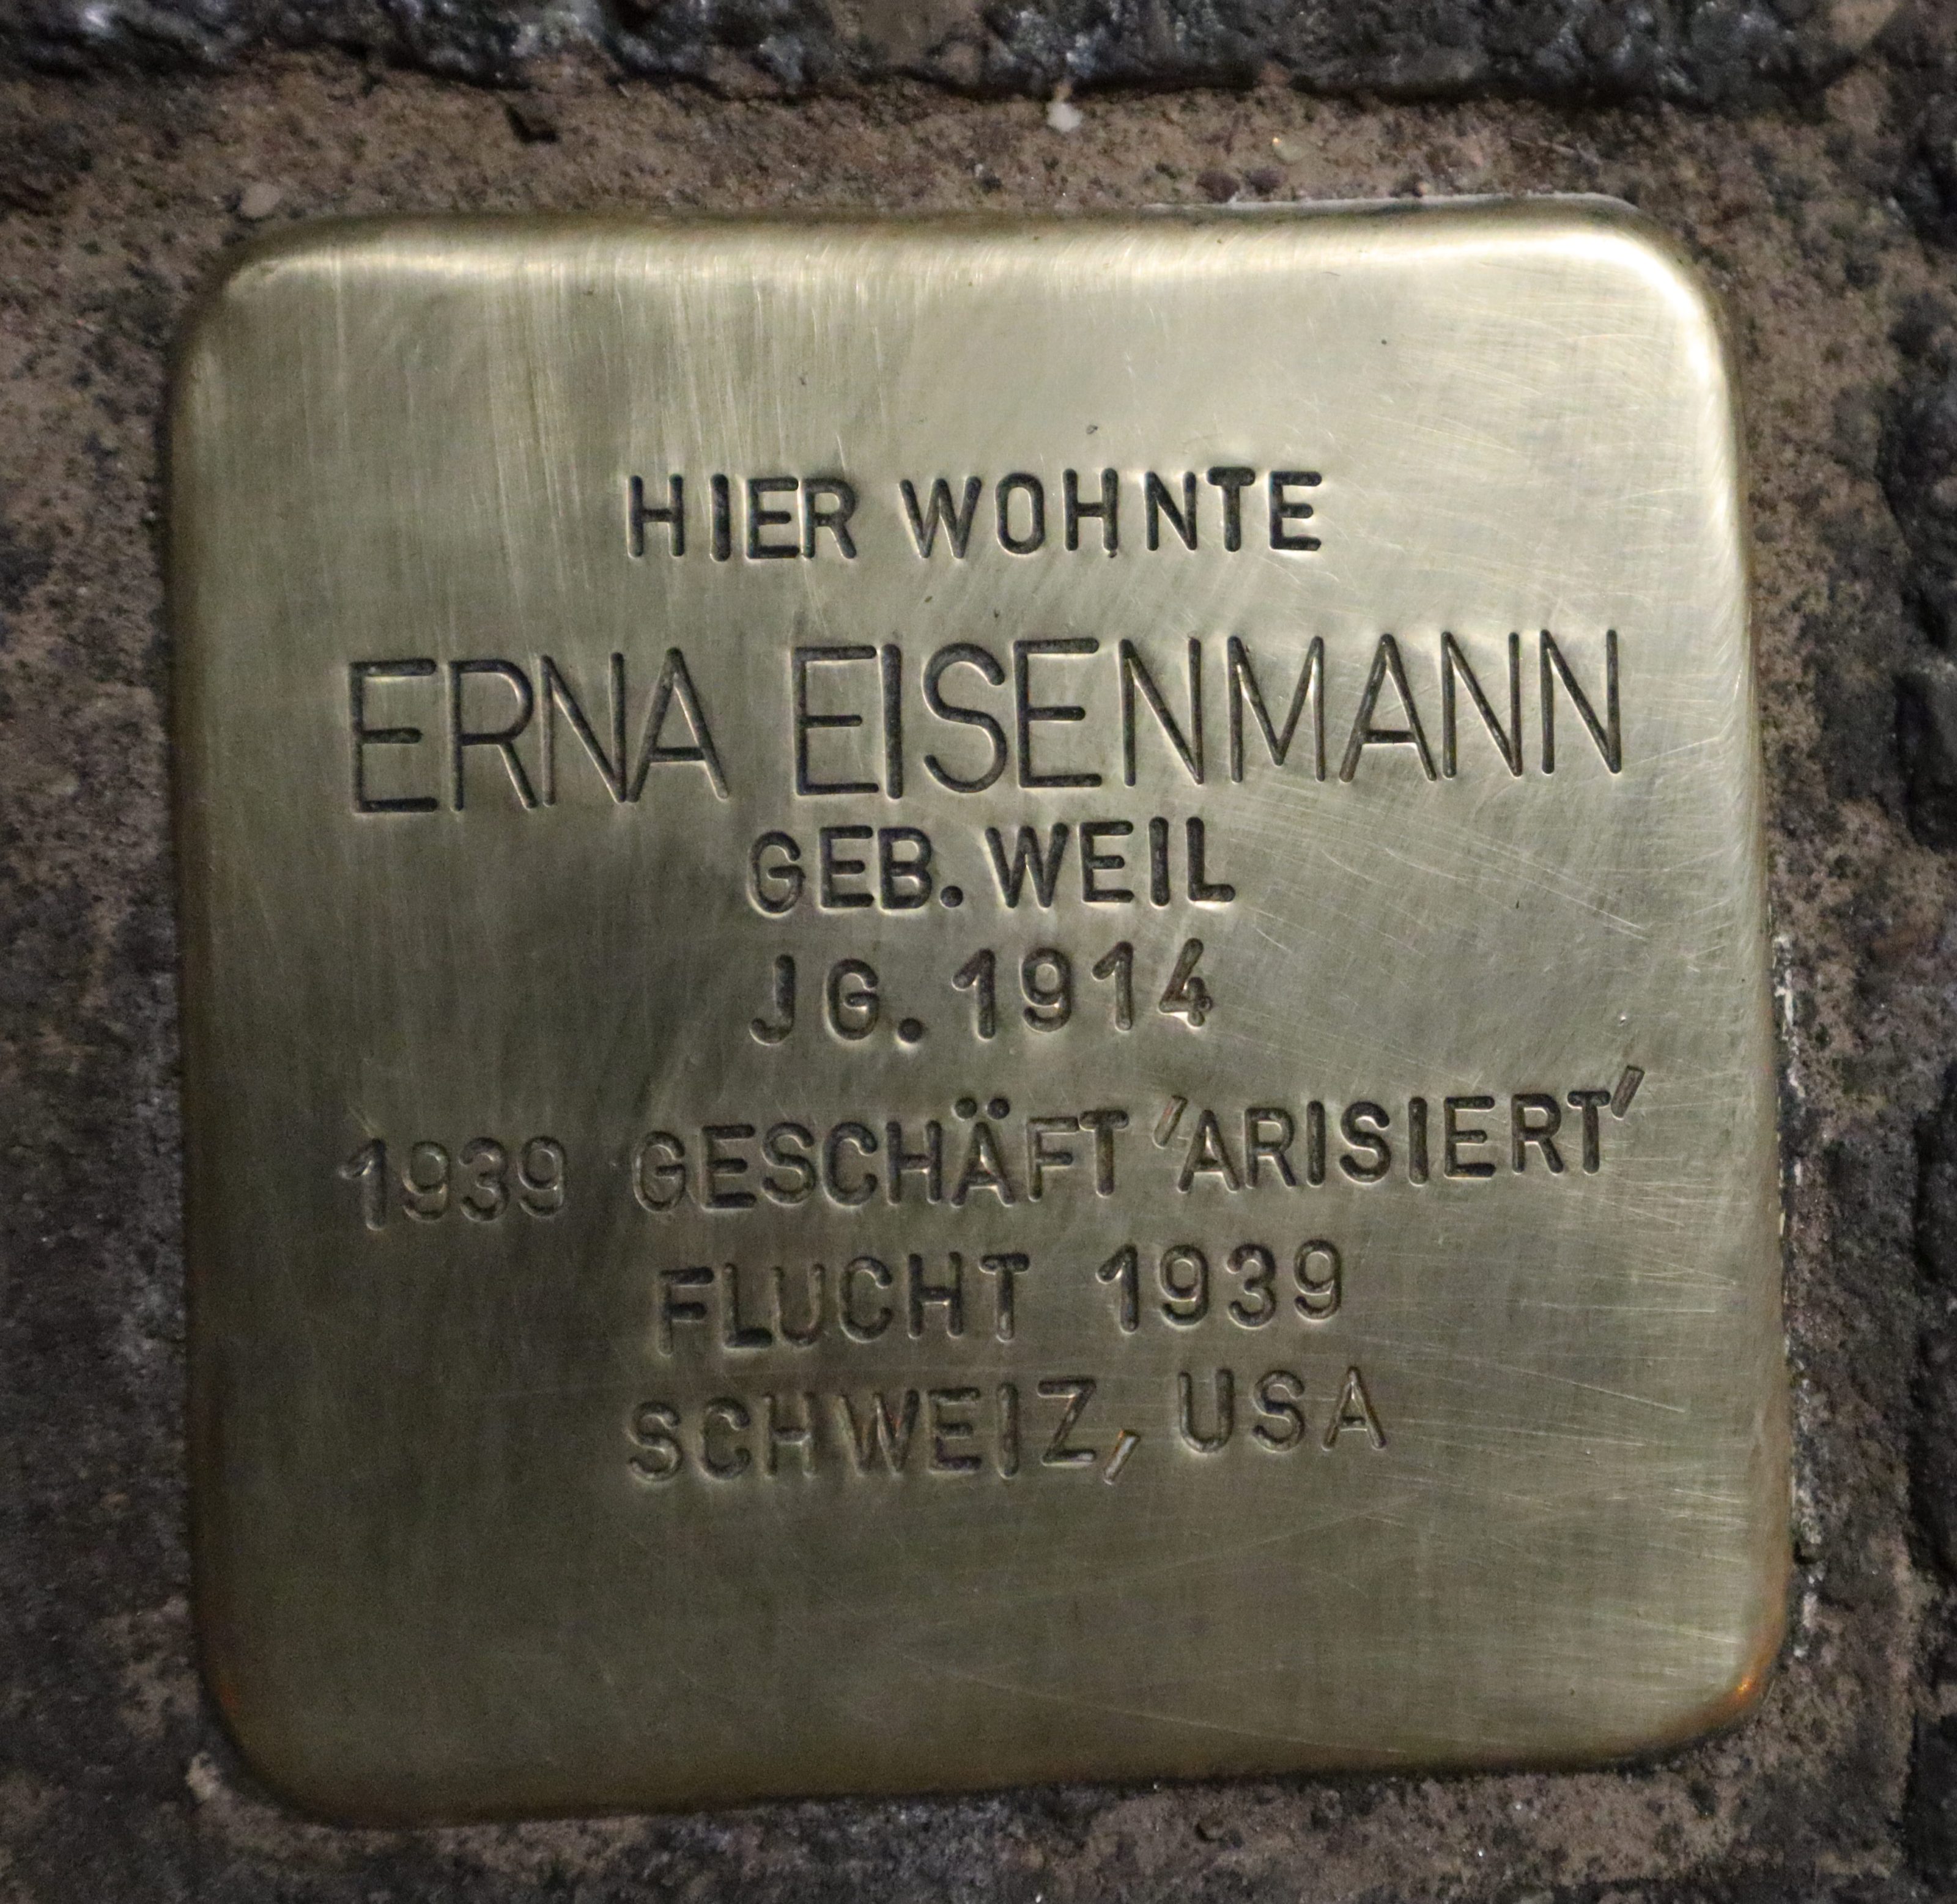 HIER WOHNTE
ERNA EISENMANN
GEB. WEIL
JG. 1914
1939 GESCHÄFT 'ARISIERT'
FLUCHT 1939
SCHWEIZ, USA